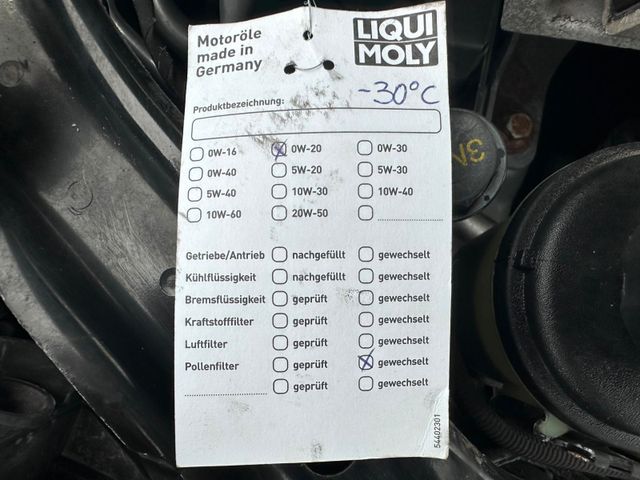 Motoröle
made in
Germany
LIQUI
MOLY
-30°C
Produktbezeichnung:
0W-16 0W-20 0W-30
0W-40 5W-20 5W-30
5W-40 10W-30 10W-40
10W-60 20W-50
Getriebe/Antrieb nachgefüllt gewechselt
Kühlflüssigkeit nachgefüllt gewechselt
Bremsflüssigkeit geprüft gewechselt
Kraftstofffilter geprüft gewechselt
Luftfilter geprüft gewechselt
Pollenfilter geprüft gewechselt
geprüft gewechselt
54402301